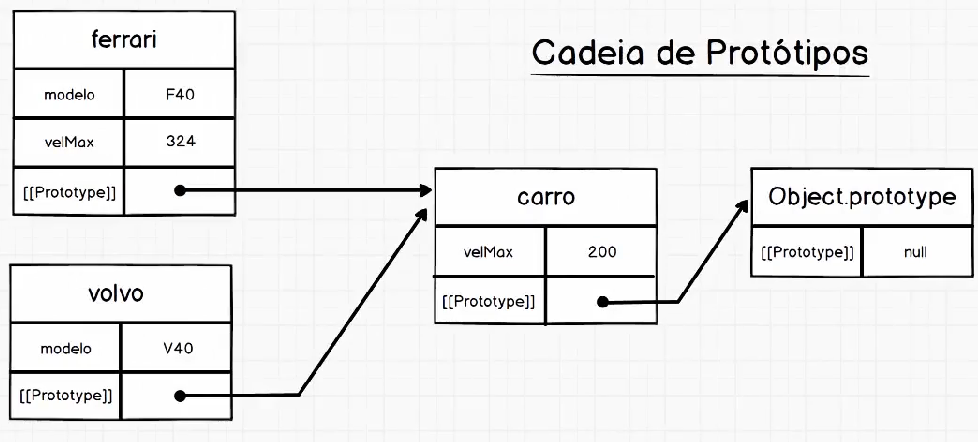 Cadeia de Protótipos
ferrari
modelo F40
velMax 324
[[Prototype]]
volvo
modelo V40
[[Prototype]]
carro
velMax 200
[[Prototype]]
Object.prototype
[[Prototype]] null